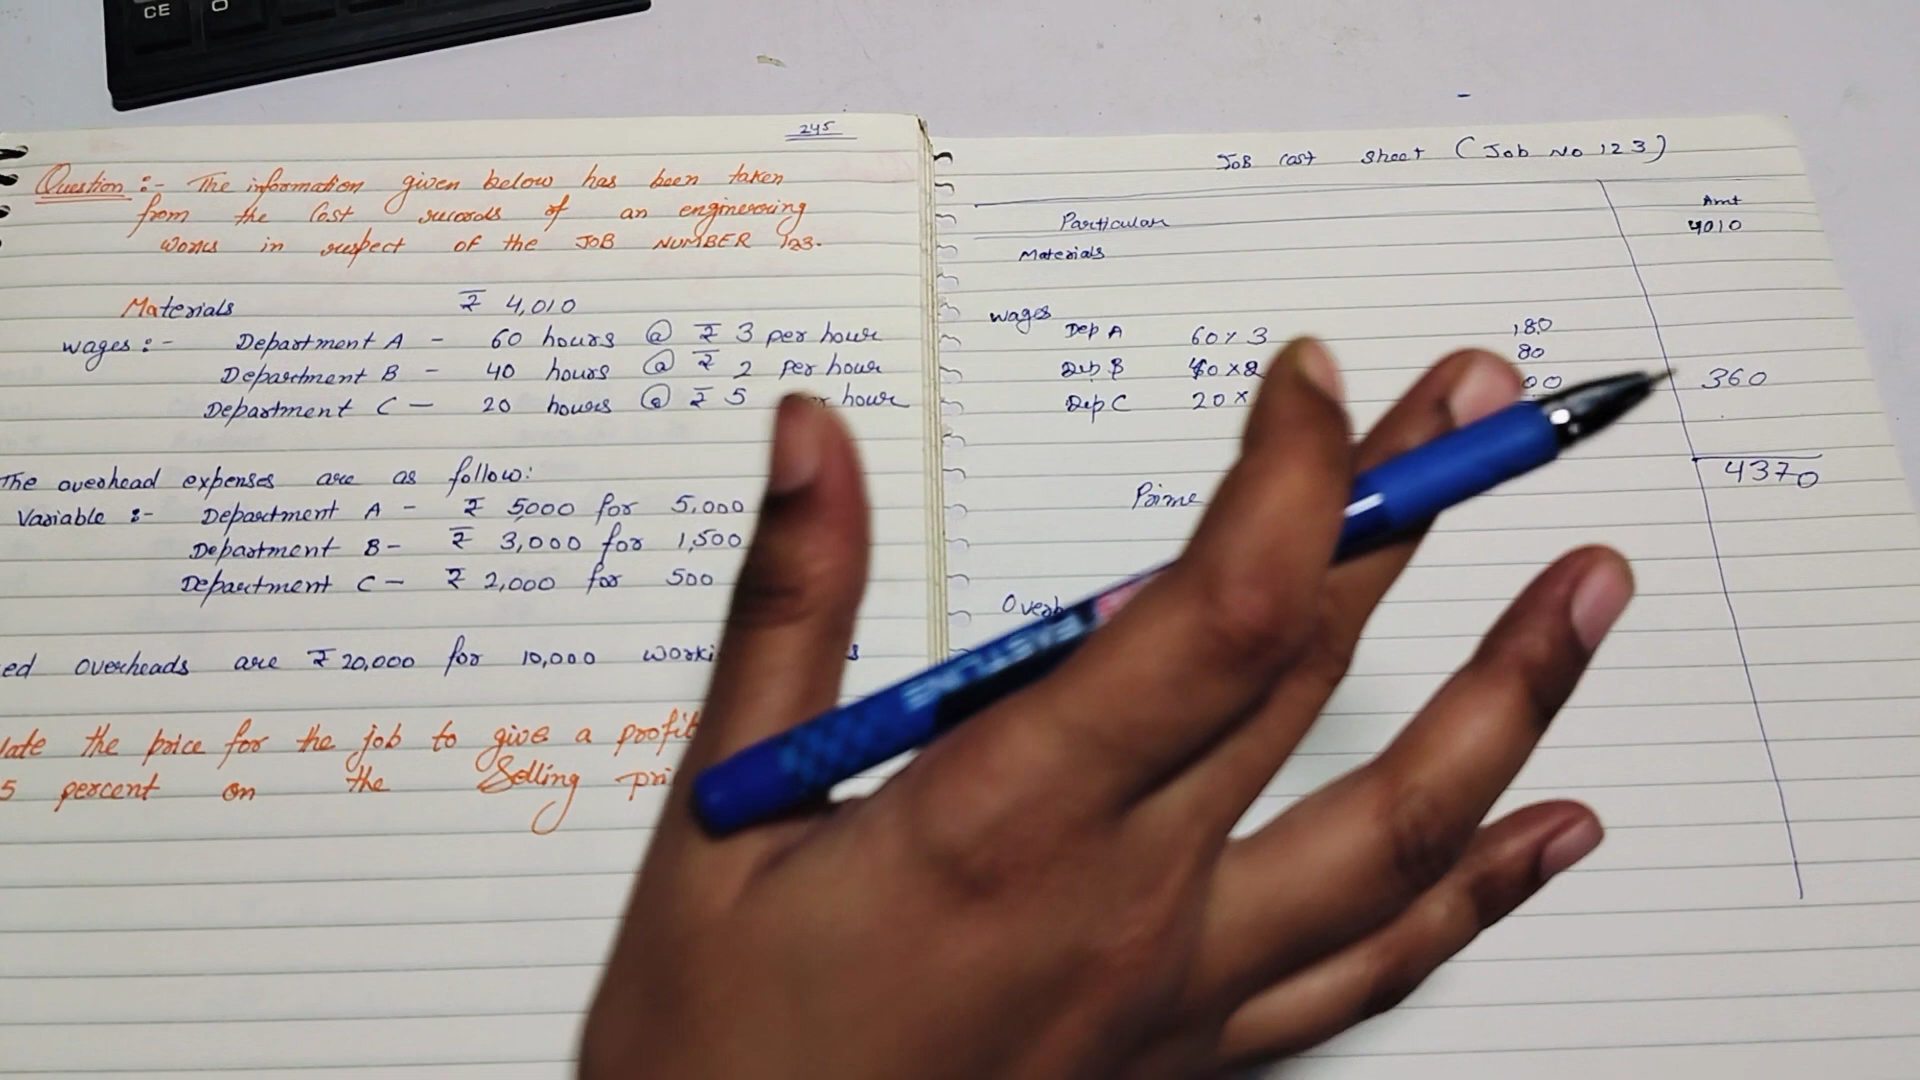 CE
245
Question :- The information given below has been taken
from the Cost records of an engineering
works in respect of the JOB NUMBER 123.
Materials ₹ 4,010
Wages :- Department A - 60 hours @ ₹ 3 per hour
Department B - 40 hours @ ₹ 2 per hour
Department C - 20 hours @ ₹ 5 hour
The overhead expenses are as follow:
Variable :- Department A - ₹ 5000 for 5,000
Department B - ₹ 3,000 for 1,500
Department C - ₹ 2,000 for 500
ed overheads are ₹ 20,000 for 10,000 worki s
late the price for the job to give a profit
5 percent on the Selling pri
JOB Cost Sheet (Job No 123)
Particular Amt
Materials 4010
Wages
Dep A 60 x 3 180
Dep B 40 x 2 80
Dep C 20 x 00 360
Prime 4370
Overh
FASTLINE